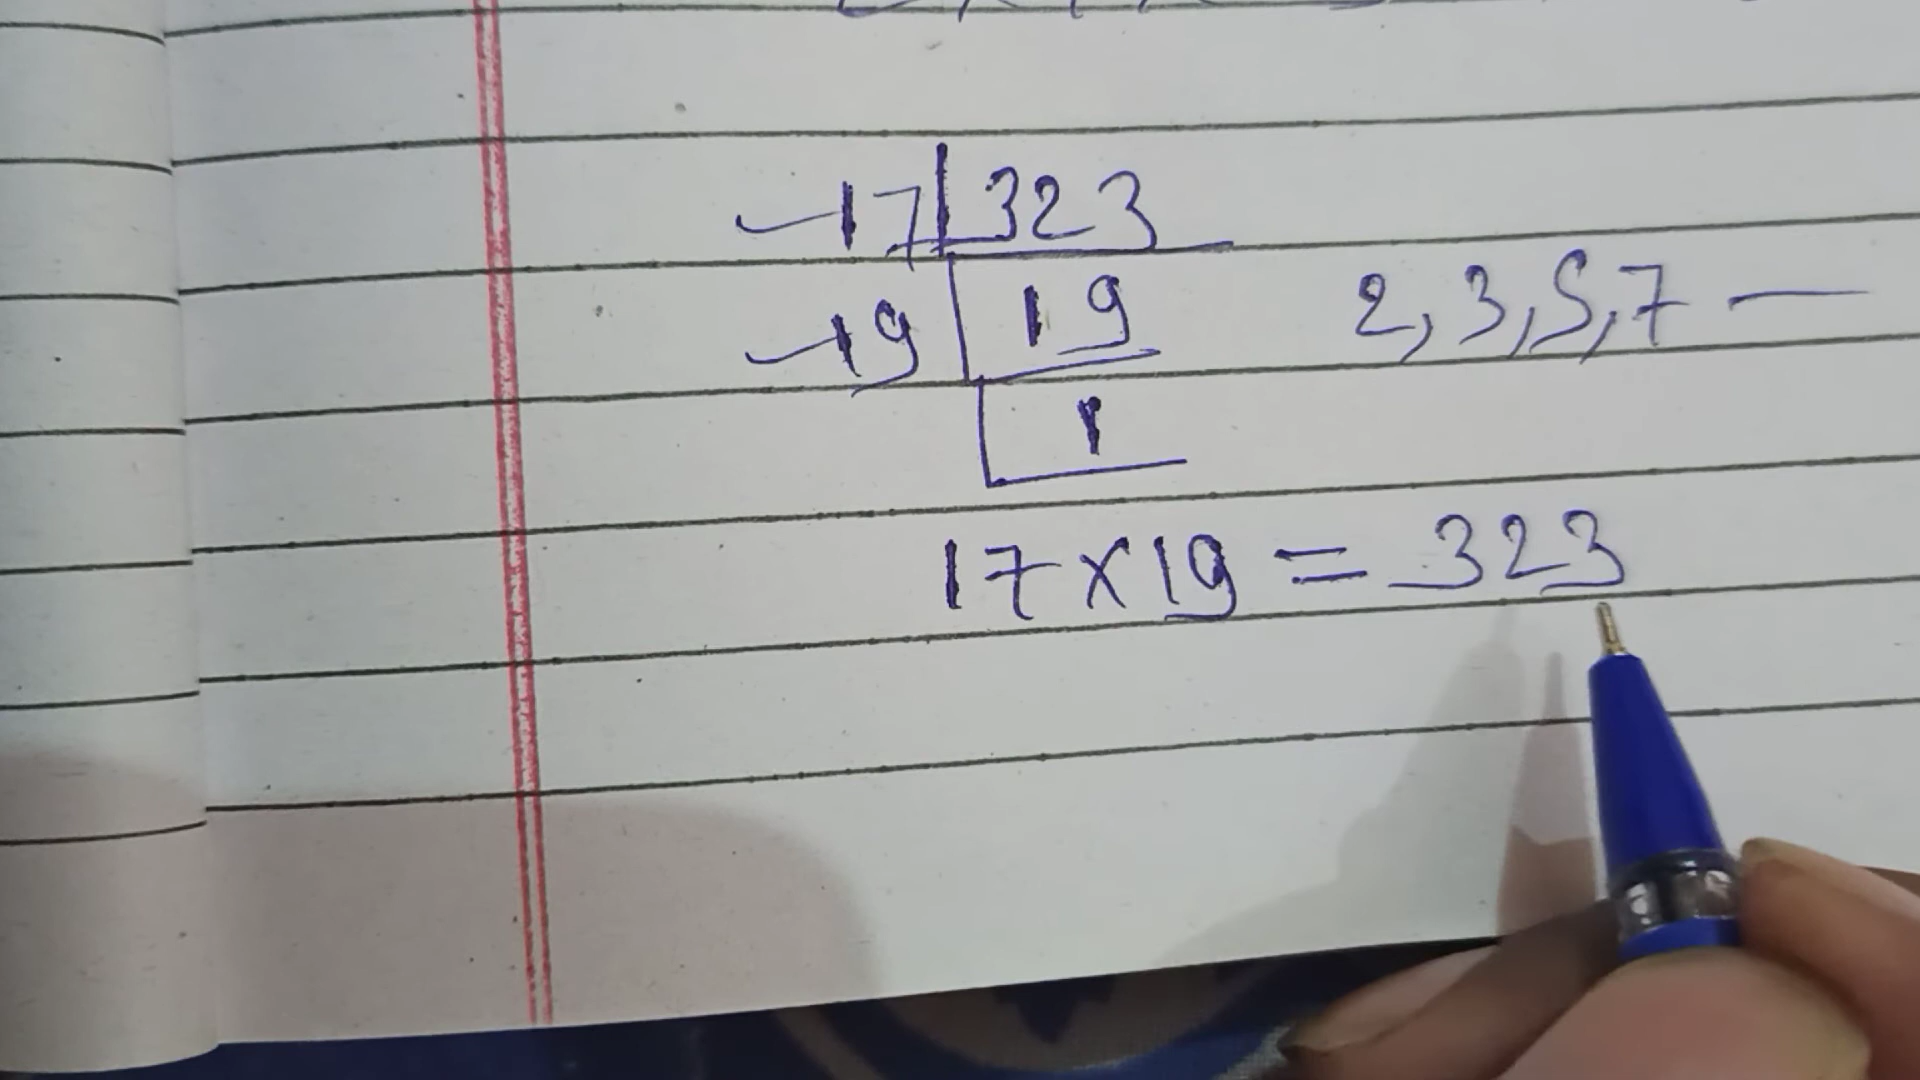 17 | 323
19 | 19
1
2, 3, 5, 7 —
17 × 19 = 323